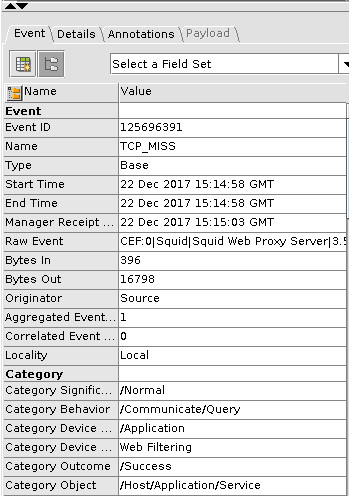 Event Details Annotations Payload
Select a Field Set
Name Value
Event
Event ID 125696391
Name TCP_MISS
Type Base
Start Time 22 Dec 2017 15:14:58 GMT
End Time 22 Dec 2017 15:14:58 GMT
Manager Receipt ... 22 Dec 2017 15:15:03 GMT
Raw Event CEF:0|Squid|Squid Web Proxy Server|3.5
Bytes In 396
Bytes Out 16798
Originator Source
Aggregated Event... 1
Correlated Event ... 0
Locality Local
Category
Category Signific... /Normal
Category Behavior /Communicate/Query
Category Device ... /Application
Category Device ... Web Filtering
Category Outcome /Success
Category Object /Host/Application/Service